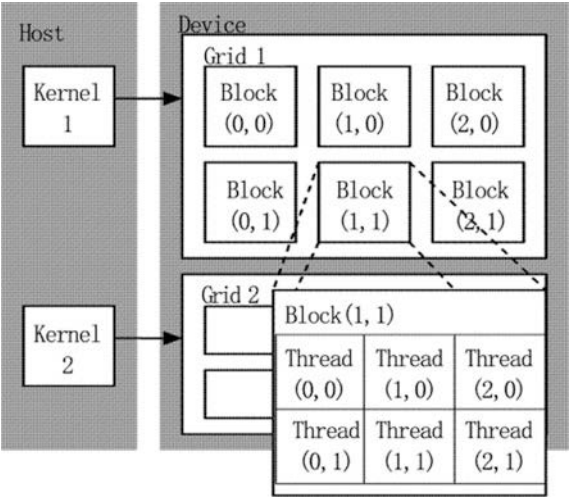 Host
Device
Grid 1
Kernel
1
Block
(0,0)
Block
(1,0)
Block
(2,0)
Block
(0,1)
Block
(1,1)
Block
(2,1)
Kernel
2
Grid 2
Block(1,1)
Thread
(0,0)
Thread
(1,0)
Thread
(2,0)
Thread
(0,1)
Thread
(1,1)
Thread
(2,1)